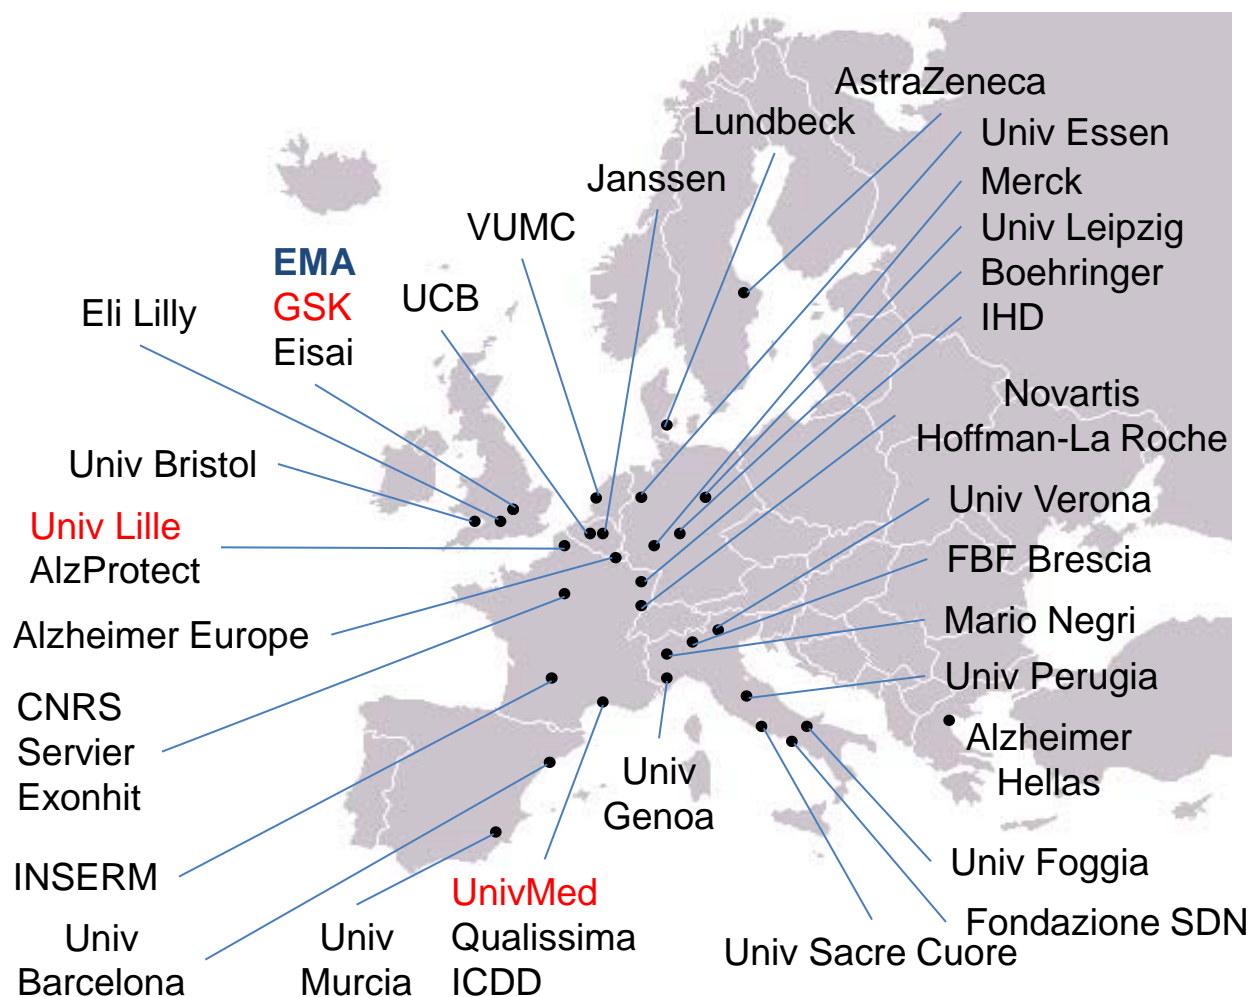 AstraZeneca
Lundbeck
Univ Essen
Janssen
Merck
VUMC
Univ Leipzig
EMA
GSK
Eisai
UCB
Boehringer
Eli Lilly
IHD
Novartis
Hoffman-La Roche
Univ Bristol
Univ Verona
Univ Lille
AlzProtect
FBF Brescia
Alzheimer Europe
Mario Negri
Univ Perugia
CNRS
Servier
Exonhit
Alzheimer
Hellas
Univ
Genoa
INSERM
Univ Foggia
UnivMed
Qualissima
ICDD
Univ
Barcelona
Univ
Murcia
Fondazione SDN
Univ Sacre Cuore